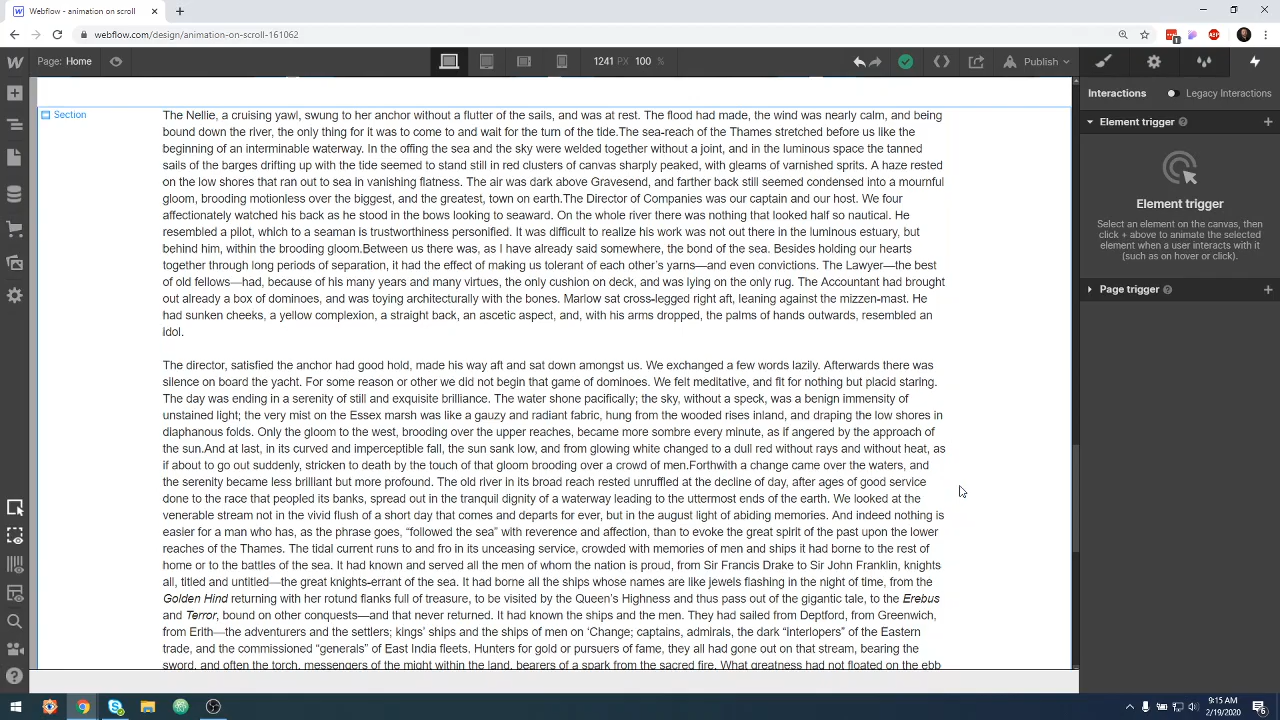 Webflow - animation on scroll
webflow.com/design/animation-on-scroll-161062
Page: Home
1241 PX 100 %
Publish
Interactions
Legacy Interactions
Element trigger
Element trigger
Select an element on the canvas, then
click + above to animate the selected
element when a user interacts with it
(such as on hover or click).
Page trigger
Section
The Nellie, a cruising yawl, swung to her anchor without a flutter of the sails, and was at rest. The flood had made, the wind was nearly calm, and being
bound down the river, the only thing for it was to come to and wait for the turn of the tide.The sea-reach of the Thames stretched before us like the
beginning of an interminable waterway. In the offing the sea and the sky were welded together without a joint, and in the luminous space the tanned
sails of the barges drifting up with the tide seemed to stand still in red clusters of canvas sharply peaked, with gleams of varnished sprits. A haze rested
on the low shores that ran out to sea in vanishing flatness. The air was dark above Gravesend, and farther back still seemed condensed into a mournful
gloom, brooding motionless over the biggest, and the greatest, town on earth.The Director of Companies was our captain and our host. We four
affectionately watched his back as he stood in the bows looking to seaward. On the whole river there was nothing that looked half so nautical. He
resembled a pilot, which to a seaman is trustworthiness personified. It was difficult to realize his work was not out there in the luminous estuary, but
behind him, within the brooding gloom.Between us there was, as I have already said somewhere, the bond of the sea. Besides holding our hearts
together through long periods of separation, it had the effect of making us tolerant of each other's yarns—and even convictions. The Lawyer—the best
of old fellows—had, because of his many years and many virtues, the only cushion on deck, and was lying on the only rug. The Accountant had brought
out already a box of dominoes, and was toying architecturally with the bones. Marlow sat cross-legged right aft, leaning against the mizzen-mast. He
had sunken cheeks, a yellow complexion, a straight back, an ascetic aspect, and, with his arms dropped, the palms of hands outwards, resembled an
idol.
The director, satisfied the anchor had good hold, made his way aft and sat down amongst us. We exchanged a few words lazily. Afterwards there was
silence on board the yacht. For some reason or other we did not begin that game of dominoes. We felt meditative, and fit for nothing but placid staring.
The day was ending in a serenity of still and exquisite brilliance. The water shone pacifically; the sky, without a speck, was a benign immensity of
unstained light; the very mist on the Essex marsh was like a gauzy and radiant fabric, hung from the wooded rises inland, and draping the low shores in
diaphanous folds. Only the gloom to the west, brooding over the upper reaches, became more sombre every minute, as if angered by the approach of
the sun.And at last, in its curved and imperceptible fall, the sun sank low, and from glowing white changed to a dull red without rays and without heat, as
if about to go out suddenly, stricken to death by the touch of that gloom brooding over a crowd of men.Forthwith a change came over the waters, and
the serenity became less brilliant but more profound. The old river in its broad reach rested unruffled at the decline of day, after ages of good service
done to the race that peopled its banks, spread out in the tranquil dignity of a waterway leading to the uttermost ends of the earth. We looked at the
venerable stream not in the vivid flush of a short day that comes and departs for ever, but in the august light of abiding memories. And indeed nothing is
easier for a man who has, as the phrase goes, “followed the sea” with reverence and affection, than to evoke the great spirit of the past upon the lower
reaches of the Thames. The tidal current runs to and fro in its unceasing service, crowded with memories of men and ships it had borne to the rest of
home or to the battles of the sea. It had known and served all the men of whom the nation is proud, from Sir Francis Drake to Sir John Franklin, knights
all, titled and untitled—the great knights-errant of the sea. It had borne all the ships whose names are like jewels flashing in the night of time, from the
Golden Hind returning with her rotund flanks full of treasure, to be visited by the Queen's Highness and thus pass out of the gigantic tale, to the Erebus
and Terror, bound on other conquests—and that never returned. It had known the ships and the men. They had sailed from Deptford, from Greenwich,
from Erith—the adventurers and the settlers; kings' ships and the ships of men on ‘Change; captains, admirals, the dark “interlopers” of the Eastern
trade, and the commissioned “generals” of East India fleets. Hunters for gold or pursuers of fame, they all had gone out on that stream, bearing the
sword, and often the torch, messengers of the might within the land, bearers of a spark from the sacred fire. What greatness had not floated on the ebb
9:15 AM
2/19/2020